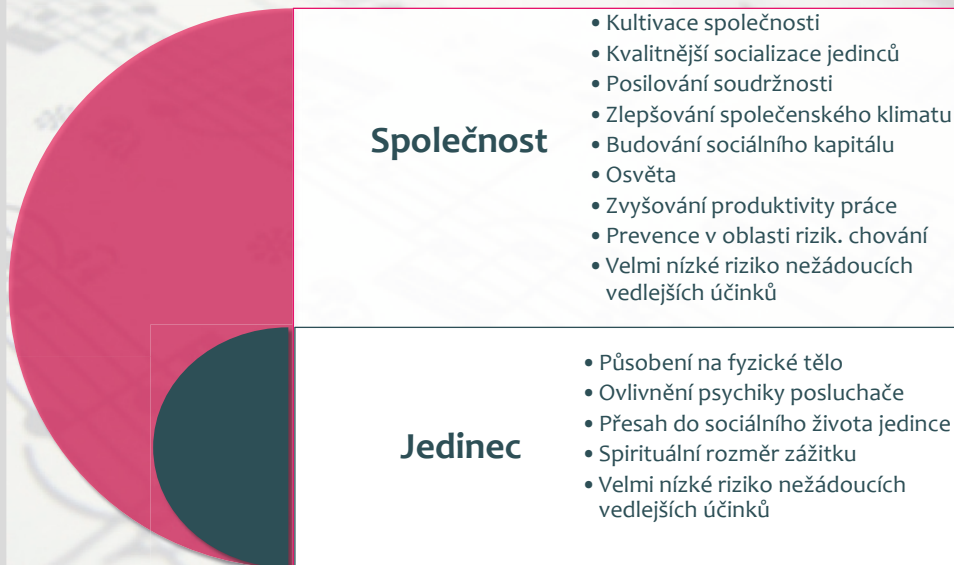 Společnost
• Kultivace společnosti
• Kvalitnější socializace jedinců
• Posilování soudržnosti
• Zlepšování společenského klimatu
• Budování sociálního kapitálu
• Osvěta
• Zvyšování produktivity práce
• Prevence v oblasti rizik. chování
• Velmi nízké riziko nežádoucích
vedlejších účinků
Jedinec
• Působení na fyzické tělo
• Ovlivnění psychiky posluchače
• Přesah do sociálního života jedince
• Spirituální rozměr zážitku
• Velmi nízké riziko nežádoucích
vedlejších účinků